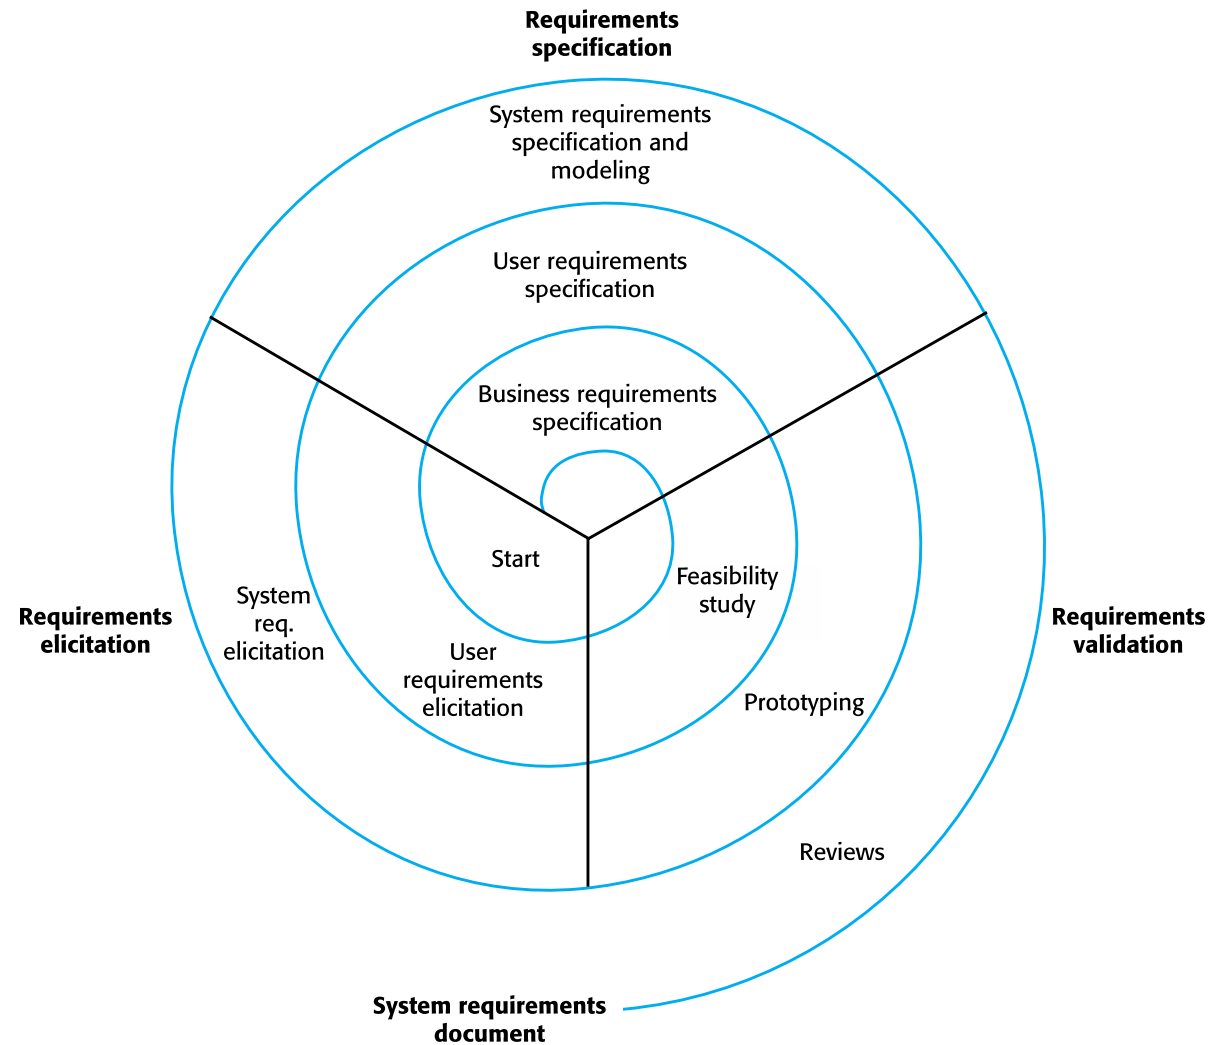 Requirements
specification
System requirements
specification and
modeling
User requirements
specification
Business requirements
specification
Start
Feasibility
study
System
req.
elicitation
Requirements
elicitation
Requirements
validation
User
requirements
elicitation
Prototyping
Reviews
System requirements
document